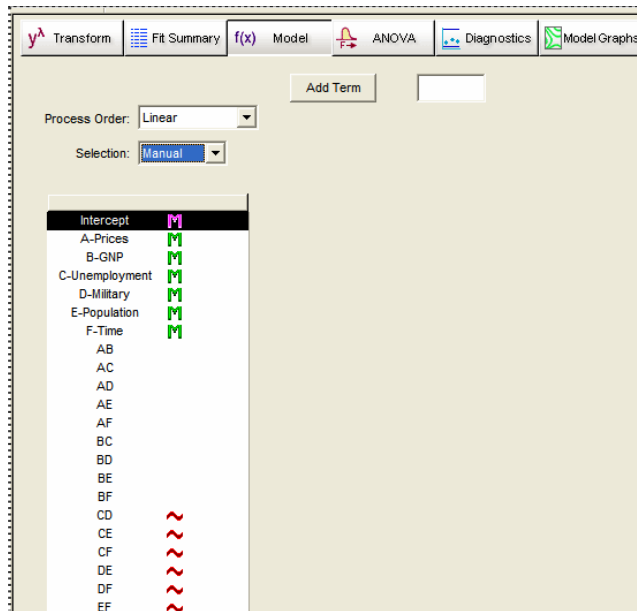 yλ Transform Fit Summary f(x) Model ANOVA Diagnostics Model Graphs
Add Term
Process Order: Linear
Selection: Manual
Intercept M
A-Prices M
B-GNP M
C-Unemployment M
D-Military M
E-Population M
F-Time M
AB
AC
AD
AE
AF
BC
BD
BE
BF
CD ~
CE ~
CF ~
DE ~
DF ~
EF ~